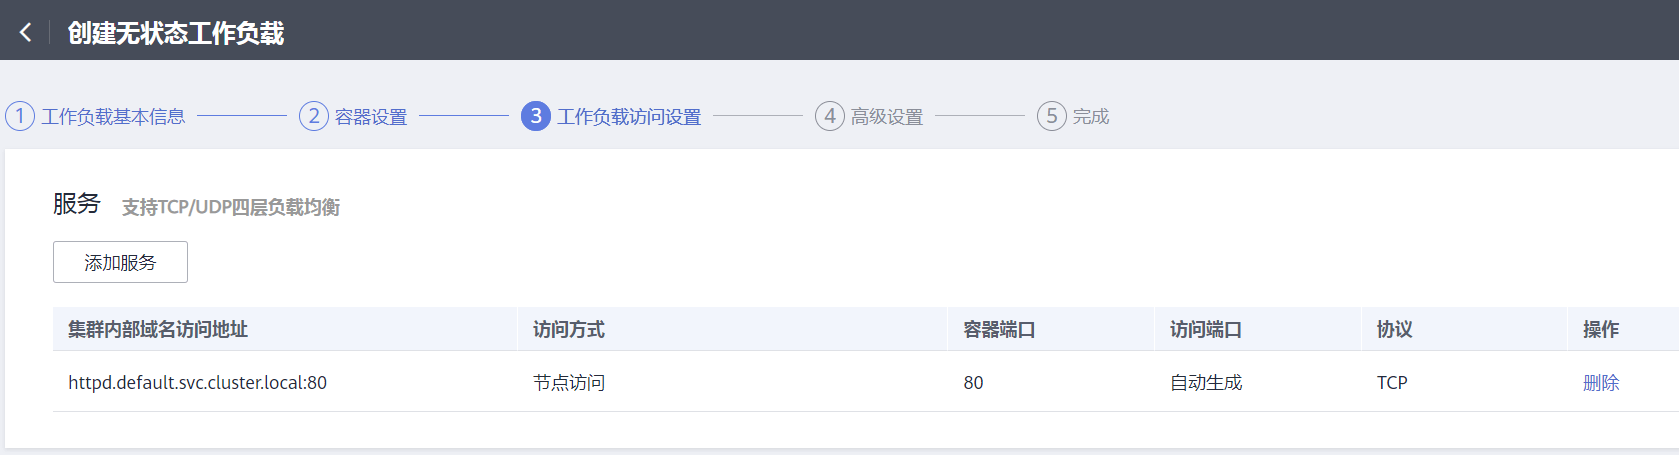 创建无状态工作负载
1 工作负载基本信息 2 容器设置 3 工作负载访问设置 4 高级设置 5 完成
服务 支持TCP/UDP四层负载均衡
添加服务
集群内部域名访问地址 访问方式 容器端口 访问端口 协议 操作
httpd.default.svc.cluster.local:80 节点访问 80 自动生成 TCP 删除